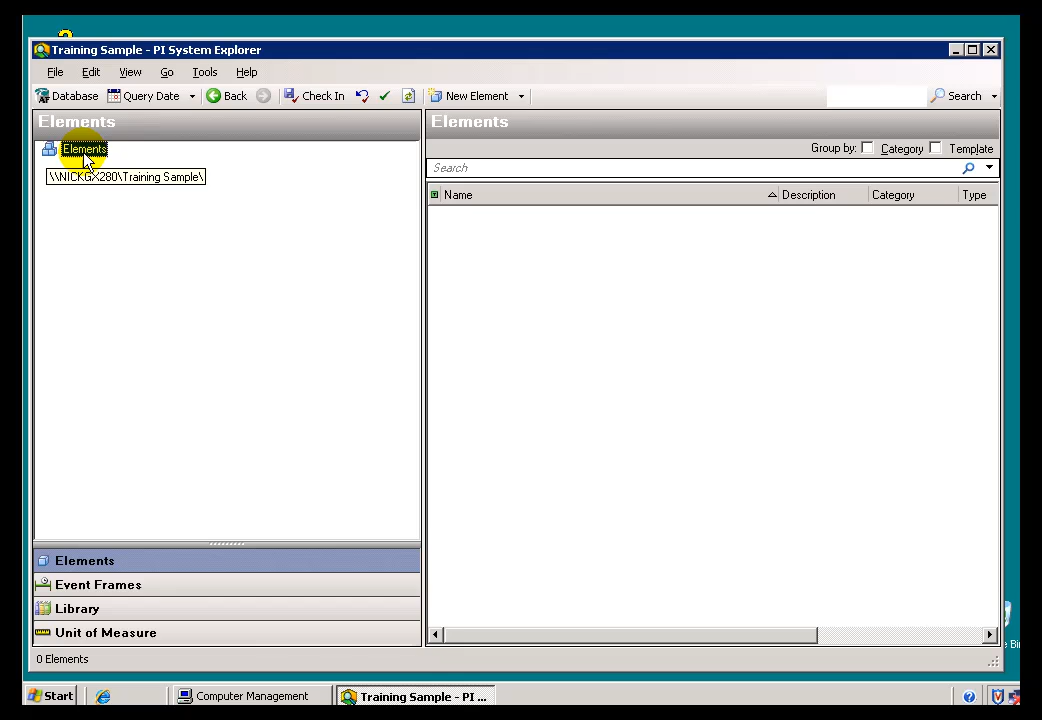 Training Sample - PI System Explorer
File Edit View Go Tools Help
Database Query Date Back Check In New Element Search
Elements
Elements
\\NICKGX280\Training Sample\
Elements
Event Frames
Library
Unit of Measure
Elements
Group by: Category Template
Search
Name Description Category Type
0 Elements
e Bi
Start Computer Management Training Sample - PI ...